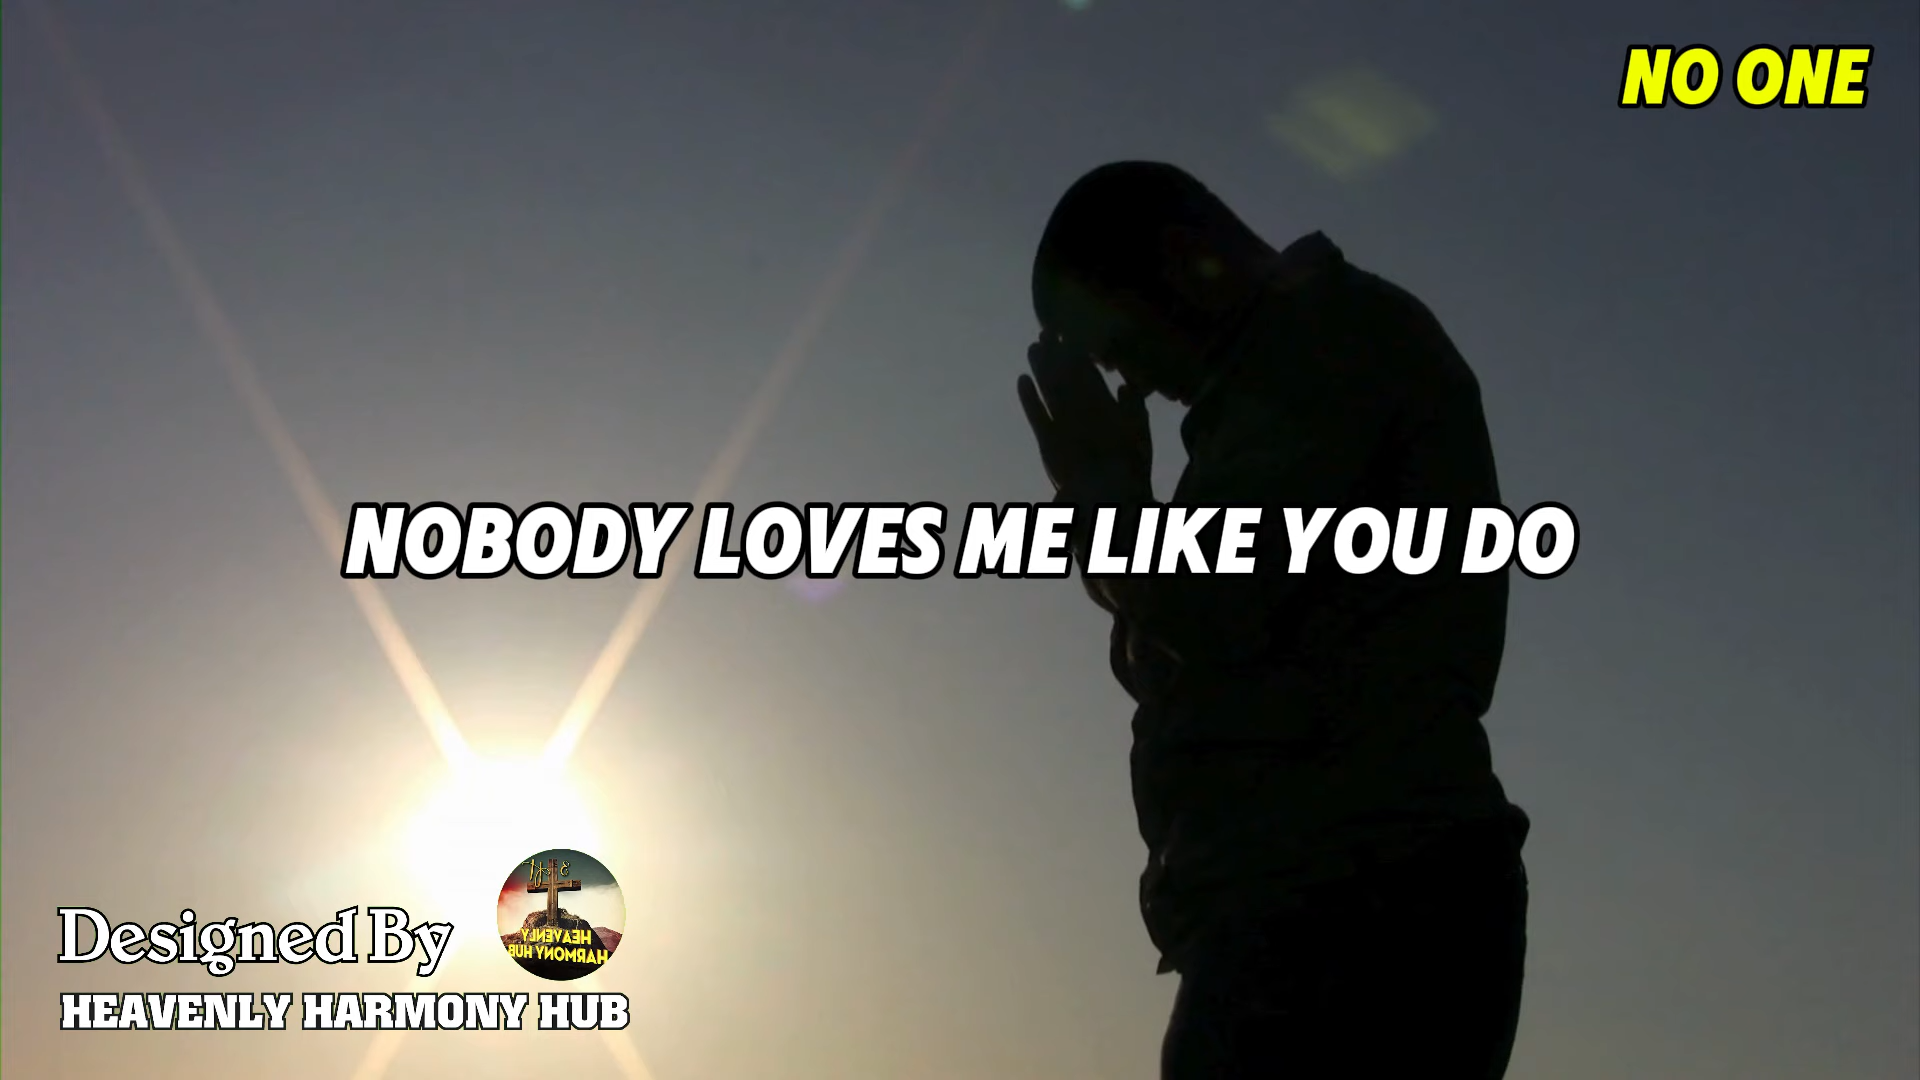 NO ONE
NOBODY LOVES ME LIKE YOU DO
HEAVENLY
HARMONY HUB
Designed By
HEAVENLY HARMONY HUB